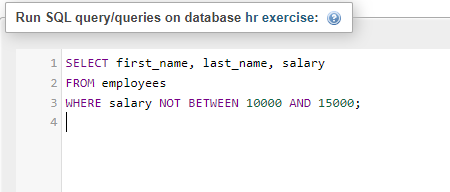 Run SQL query/queries on database hr exercise:
1 SELECT first_name, last_name, salary
2 FROM employees
3 WHERE salary NOT BETWEEN 10000 AND 15000;
4